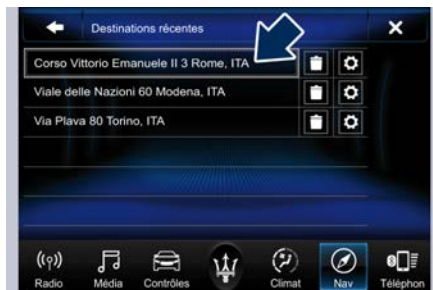 Destinations récentes
Corso Vittorio Emanuele II 3 Rome, ITA
Viale delle Nazioni 60 Modena, ITA
Via Plava 80 Torino, ITA
Radio Média Contrôles Climat Nav Téléphon